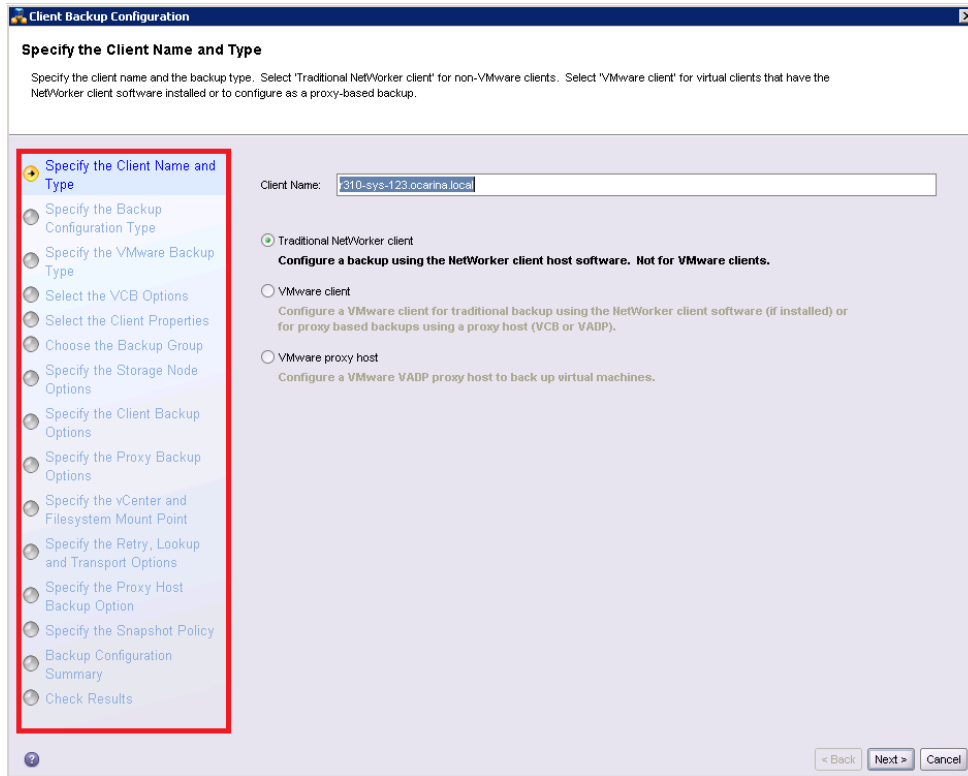 Client Backup Configuration
Specify the Client Name and Type
Specify the client name and the backup type. Select 'Traditional NetWorker client' for non-VMware clients. Select 'VMware client' for virtual clients that have the
NetWorker client software installed or to configure as a proxy-based backup.
Specify the Client Name and
Type
Specify the Backup
Configuration Type
Specify the VMware Backup
Type
Select the VCB Options
Select the Client Properties
Choose the Backup Group
Specify the Storage Node
Options
Specify the Client Backup
Options
Specify the Proxy Backup
Options
Specify the vCenter and
Filesystem Mount Point
Specify the Retry, Lookup
and Transport Options
Specify the Proxy Host
Backup Option
Specify the Snapshot Policy
Backup Configuration
Summary
Check Results
Client Name: r310-sys-123.ocarina.local
Traditional NetWorker client
Configure a backup using the NetWorker client host software. Not for VMware clients.
VMware client
Configure a VMware client for traditional backup using the NetWorker client software (if installed) or
for proxy based backups using a proxy host (VCB or VADP).
VMware proxy host
Configure a VMware VADP proxy host to back up virtual machines.
?
< Back
Next >
Cancel